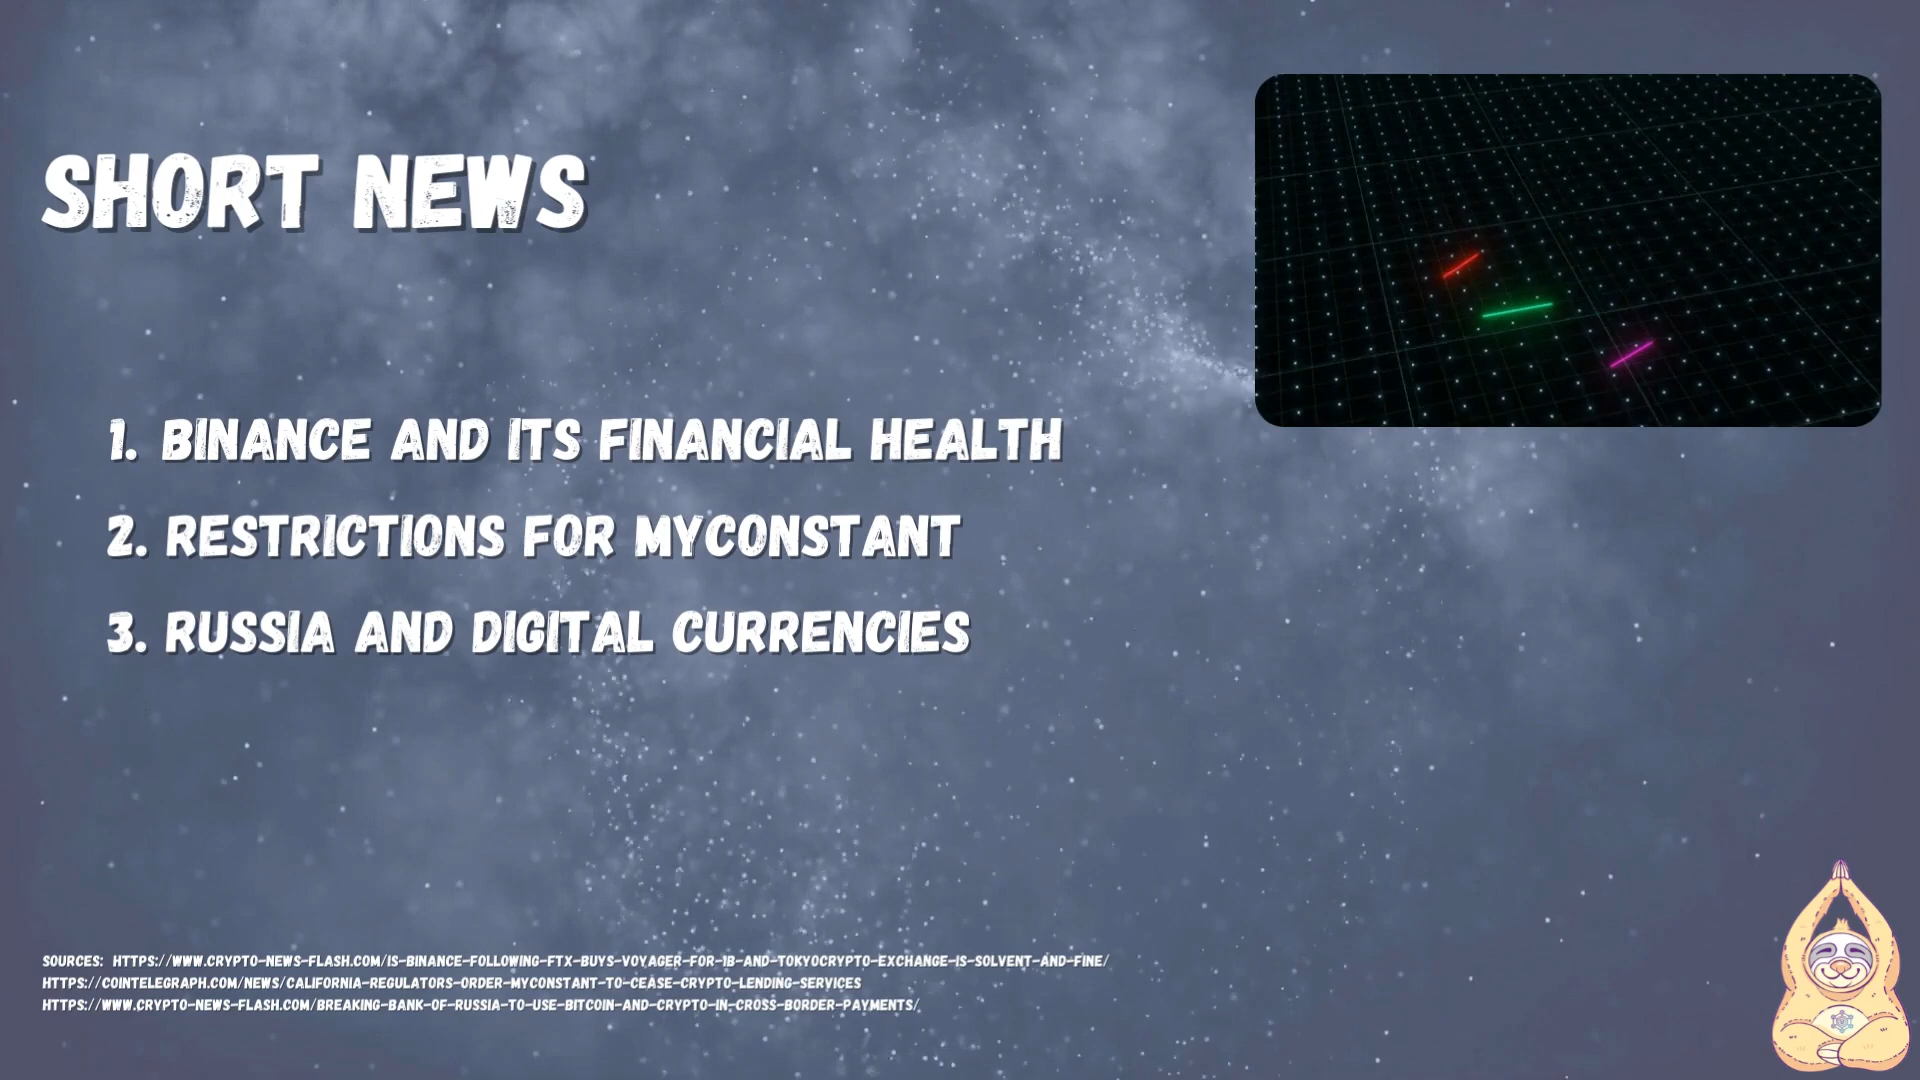 SHORT NEWS
1. BINANCE AND ITS FINANCIAL HEALTH
2. RESTRICTIONS FOR MYCONSTANT
3. RUSSIA AND DIGITAL CURRENCIES
SOURCES: HTTPS://WWW.CRYPTO-NEWS-FLASH.COM/IS-BINANCE-FOLLOWING-FTX-BUYS-VOYAGER-FOR-1B-AND-TOKYOCRYPTO-EXCHANGE-IS-SOLVENT-AND-FINE/
HTTPS://COINTELEGRAPH.COM/NEWS/CALIFORNIA-REGULATORS-ORDER-MYCONSTANT-TO-CEASE-CRYPTO-LENDING-SERVICES
HTTPS://WWW.CRYPTO-NEWS-FLASH.COM/BREAKING-BANK-OF-RUSSIA-TO-USE-BITCOIN-AND-CRYPTO-IN-CROSS-BORDER-PAYMENTS/